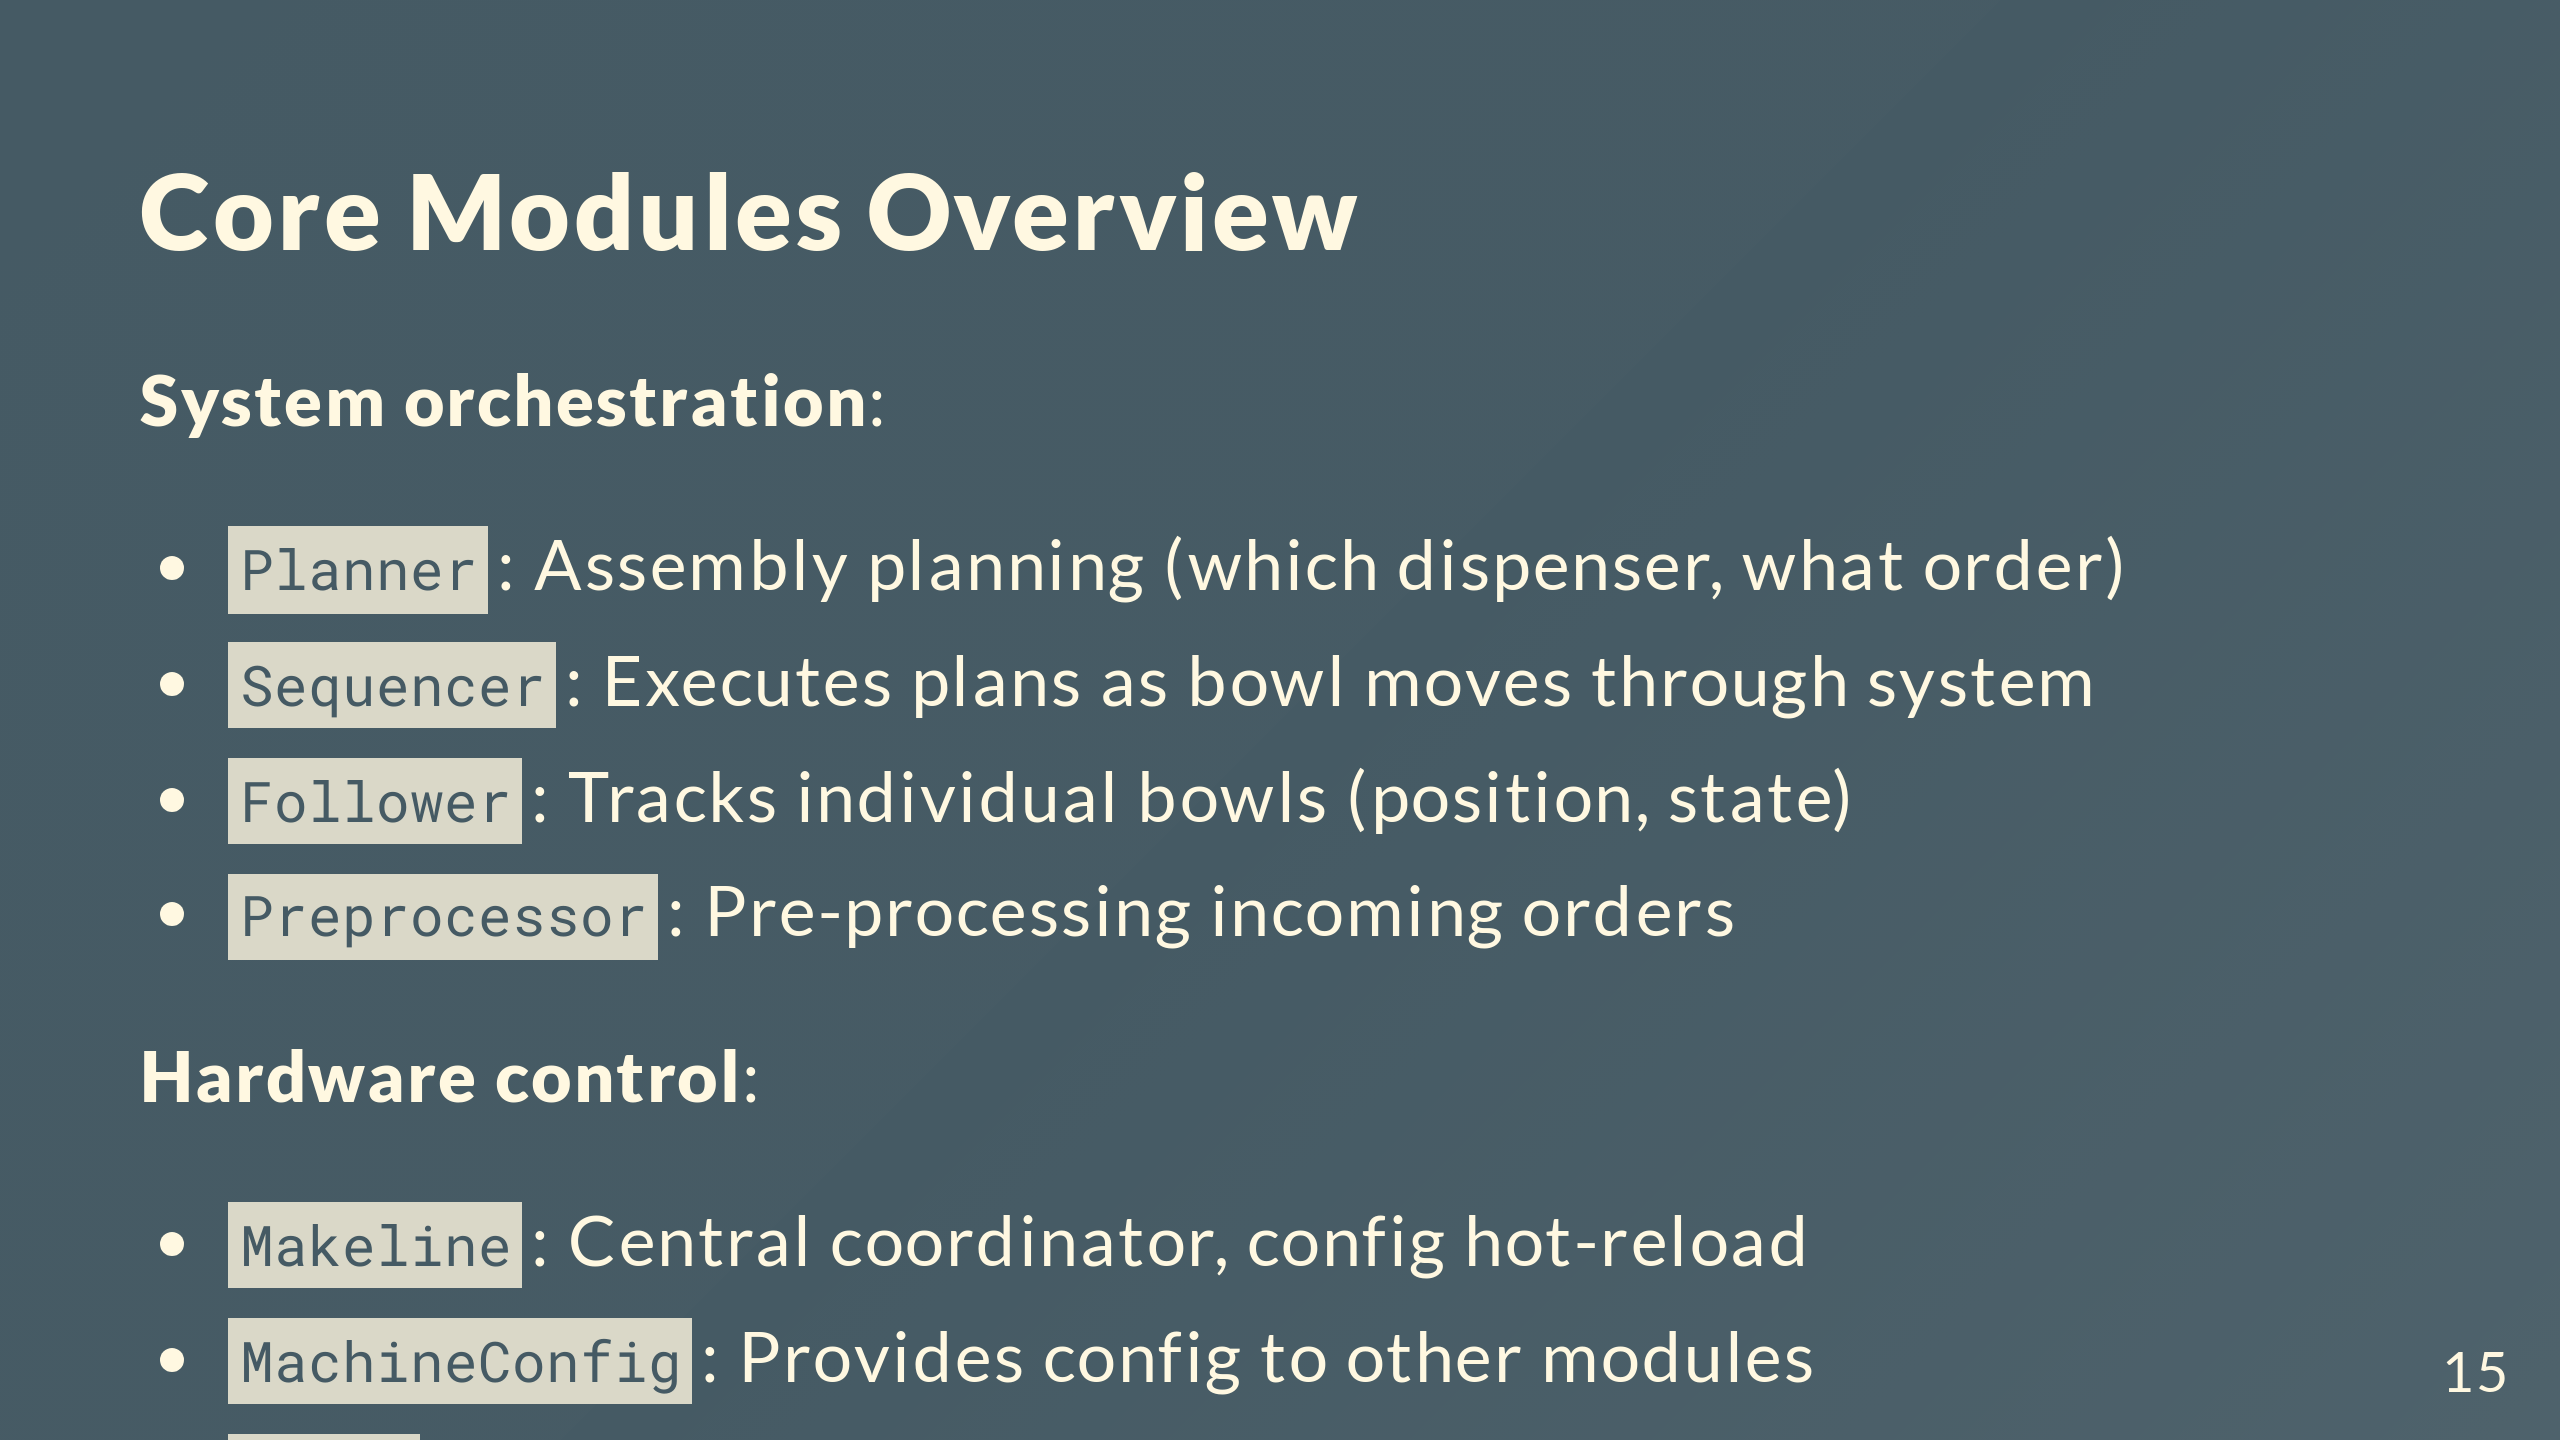 Core Modules Overview
System orchestration:
Planner : Assembly planning (which dispenser, what order)
Sequencer : Executes plans as bowl moves through system
Follower : Tracks individual bowls (position, state)
Preprocessor : Pre-processing incoming orders
Hardware control:
Makeline : Central coordinator, config hot-reload
MachineConfig : Provides config to other modules
15